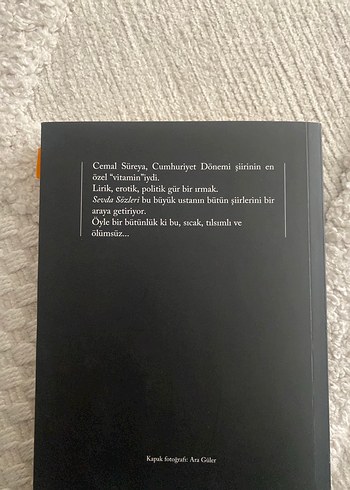 Cemal Süreya, Cumhuriyet Dönemi şiirinin en
özel "vitamin"iydi.
Lirik, erotik, politik gür bir ırmak.
Sevda Sözleri bu büyük ustanın bütün şiirlerini bir
araya getiriyor.
Öyle bir bütünlük ki bu, sıcak, tılsımlı ve
ölümsüz...
Kapak fotoğrafı: Ara Güler